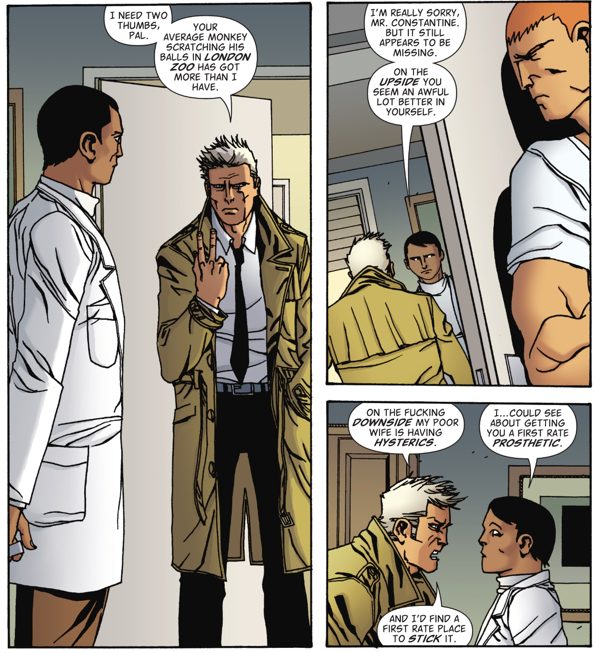 I NEED TWO
THUMBS,
PAL.
YOUR
AVERAGE MONKEY
SCRATCHING HIS
BALLS IN LONDON
ZOO HAS GOT
MORE THAN I
HAVE.
I'M REALLY SORRY,
MR. CONSTANTINE.
BUT IT STILL
APPEARS TO BE
MISSING.
ON THE
UPSIDE YOU
SEEM AN AWFUL
LOT BETTER IN
YOURSELF.
ON THE FUCKING
DOWNSIDE MY POOR
WIFE IS HAVING
HYSTERICS.
I...COULD SEE
ABOUT GETTING
YOU A FIRST RATE
PROSTHETIC.
AND I'D FIND A
FIRST RATE PLACE
TO STICK IT.